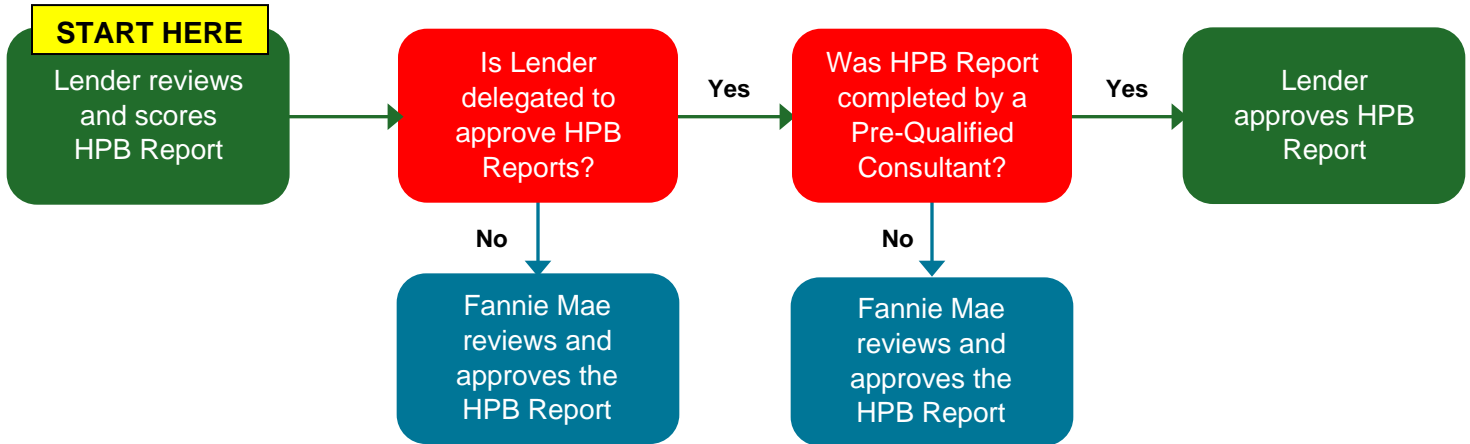 START HERE
Lender reviews
and scores
HPB Report
Is Lender
delegated to
approve HPB
Reports?
Yes
Was HPB Report
completed by a
Pre-Qualified
Consultant?
Yes
Lender
approves HPB
Report
No
No
Fannie Mae
reviews and
approves the
HPB Report
Fannie Mae
reviews and
approves the
HPB Report